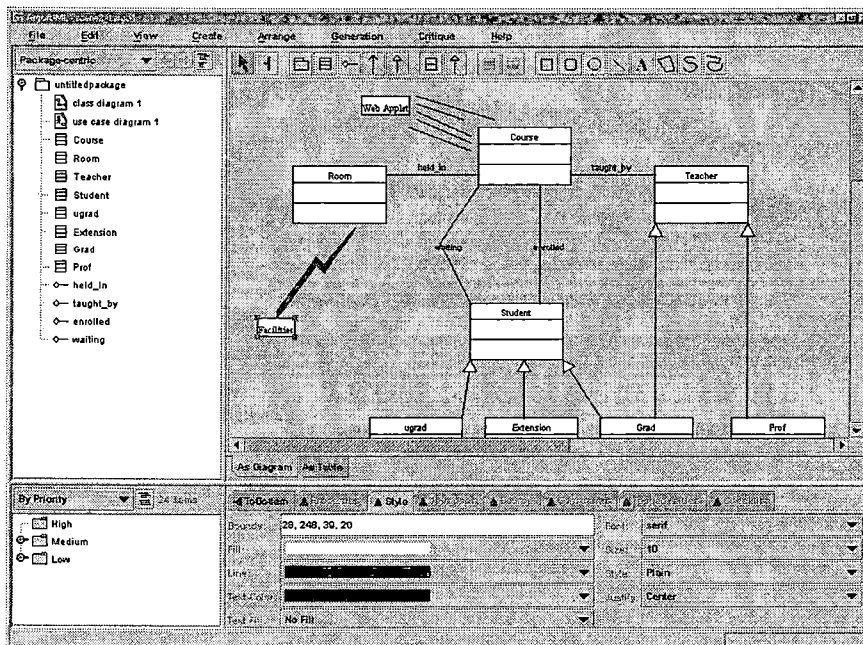 File Edit View Create Arrange Generation Critique Help
Package-centric
untitledpackage
class diagram 1
use case diagram 1
Course
Room
Teacher
Student
ugrad
Extension
Grad
Prof
held_in
taught_by
enrolled
waiting
Web Applet
Course
held_in
taught_by
Room
Teacher
waiting
enrolled
Student
Facilities
ugrad
Extension
Grad
Prof
As Diagram As Table
By Priority
24 Items
High
Medium
Low
ToDoItem
Style
Bounds: 28, 248, 39, 20
Fill:
Line:
Text Color:
Text Fill: No Fill
Font: serif
Size: 10
Style: Plain
Justify: Center